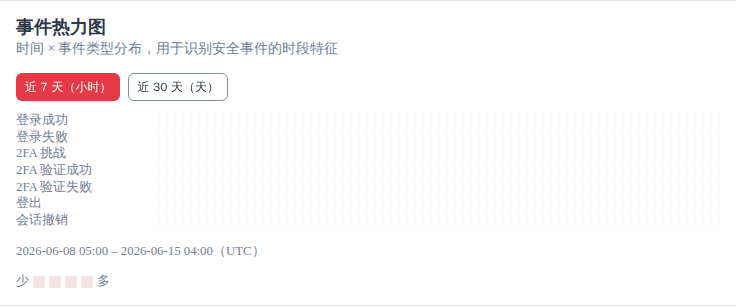 事件热力图
时间 × 事件类型分布，用于识别安全事件的时段特征
近 7 天（小时） 近 30 天（天）
登录成功
登录失败
2FA 挑战
2FA 验证成功
2FA 验证失败
登出
会话撤销
2026-06-08 05:00 – 2026-06-15 04:00（UTC）
少 多